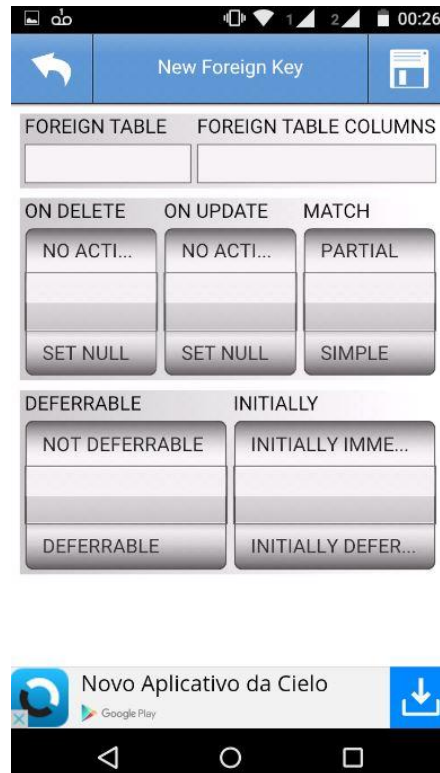 1 2 00:26
New Foreign Key
FOREIGN TABLE FOREIGN TABLE COLUMNS
ON DELETE ON UPDATE MATCH
NO ACTI... NO ACTI... PARTIAL
SET NULL SET NULL SIMPLE
DEFERRABLE INITIALLY
NOT DEFERRABLE INITIALLY IMME...
DEFERRABLE INITIALLY DEFER...
Novo Aplicativo da Cielo
Google Play